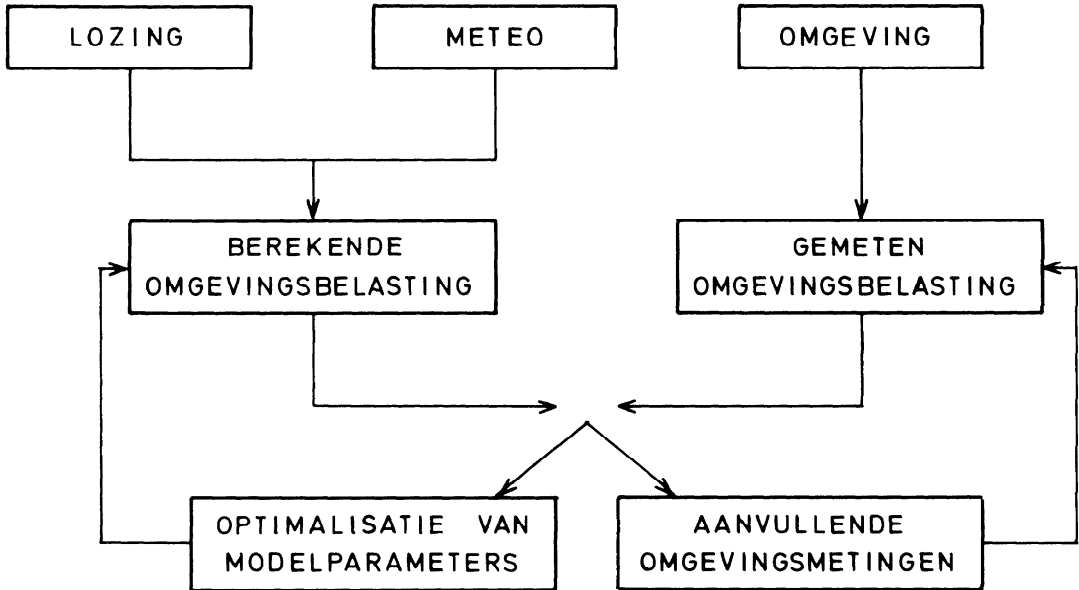 LOZING
METEO
OMGEVING
BEREKENDE
OMGEVINGSBELASTING
GEMETEN
OMGEVINGSBELASTING
OPTIMALISATIE VAN
MODELPARAMETERS
AANVULLENDE
OMGEVINGSMETINGEN